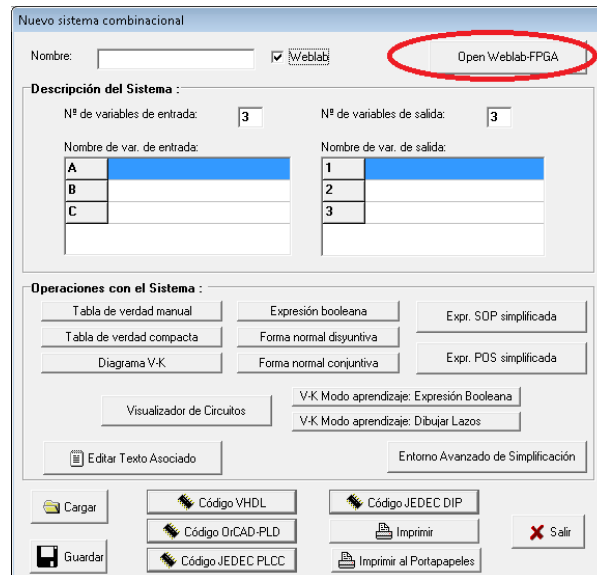 Nuevo sistema combinacional
Nombre: Weblab Open Weblab-FPGA
Descripción del Sistema :
Nº de variables de entrada: 3 Nº de variables de salida: 3
Nombre de var. de entrada: Nombre de var. de salida:
A 1
B 2
C 3
Operaciones con el Sistema :
Tabla de verdad manual Expresión booleana Expr. SOP simplificada
Tabla de verdad compacta Forma normal disyuntiva
Diagrama V-K Forma normal conjuntiva Expr. POS simplificada
Visualizador de Circuitos V-K Modo aprendizaje: Expresión Booleana
V-K Modo aprendizaje: Dibujar Lazos
Editar Texto Asociado Entorno Avanzado de Simplificación
Cargar Código VHDL Código JEDEC DIP
Código OrCAD-PLD Imprimir Salir
Guardar Código JEDEC PLCC Imprimir al Portapapeles